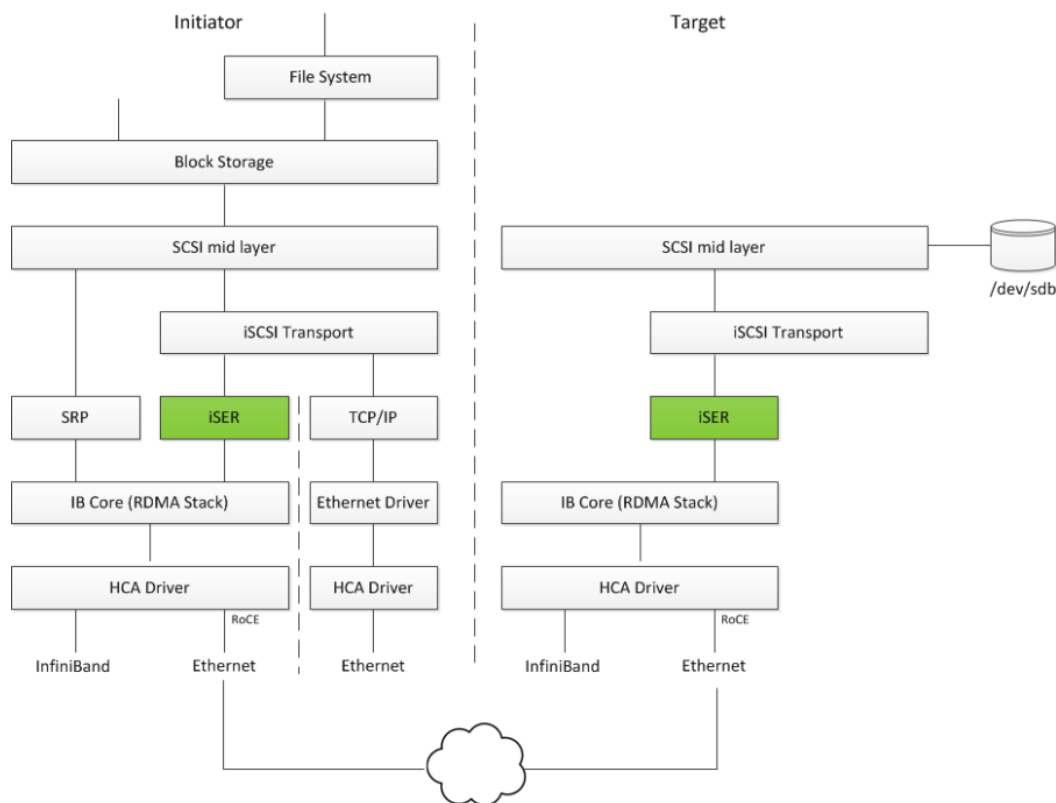 Initiator
Target
File System
Block Storage
SCSI mid layer
SCSI mid layer
/dev/sdb
iSCSI Transport
iSCSI Transport
SRP
iSER
TCP/IP
iSER
IB Core (RDMA Stack)
Ethernet Driver
IB Core (RDMA Stack)
HCA Driver
HCA Driver
HCA Driver
RoCE
RoCE
InfiniBand
Ethernet
Ethernet
InfiniBand
Ethernet